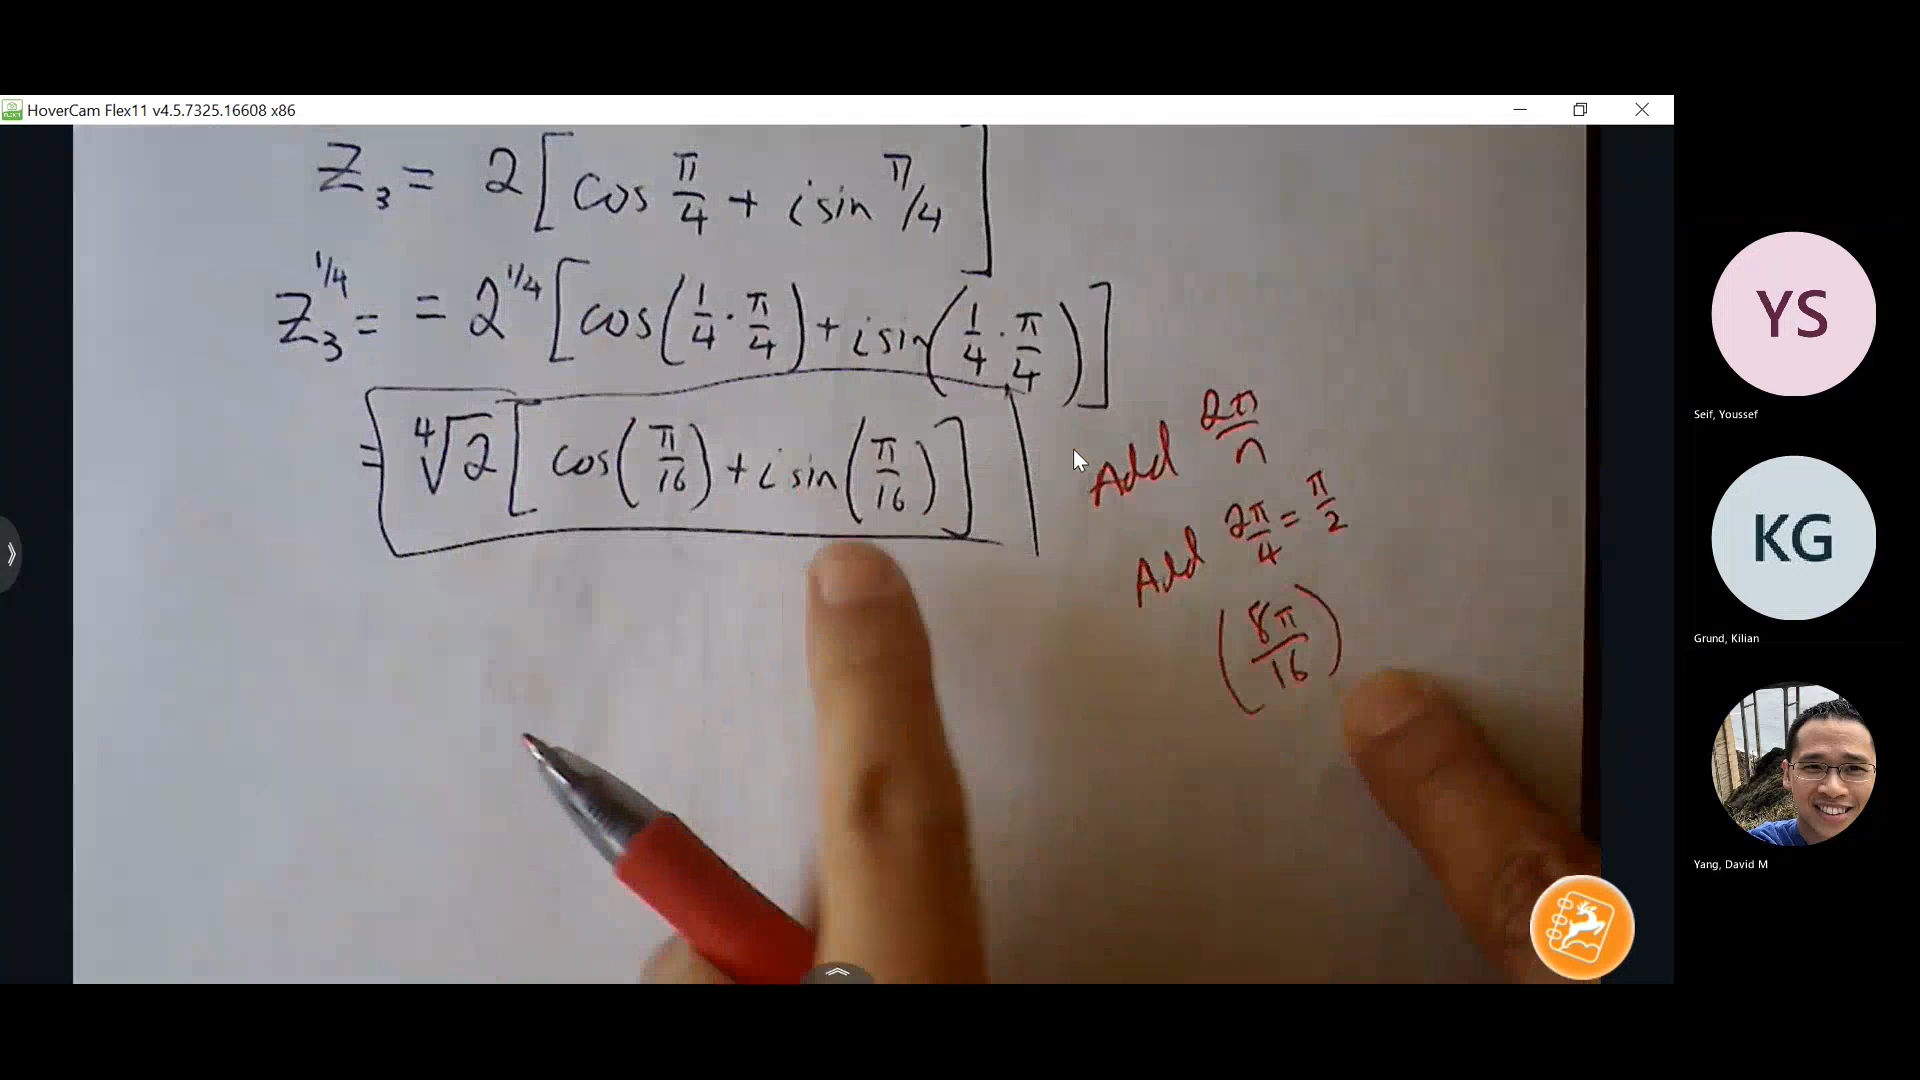 HoverCam Flex11 v4.5.7325.16608 x86
Z₃ = 2[cos π/4 + i sin π/4]
Z₃^1/4 = = 2^1/4 [cos(1/4 · π/4) + i sin(1/4 · π/4)]
= ⁴√2 [cos(π/16) + i sin(π/16)]
Add 2π/n
Add 2π/4 = π/2
(8π/16)
YS
Seif, Youssef
KG
Grund, Kilian
Yang, David M